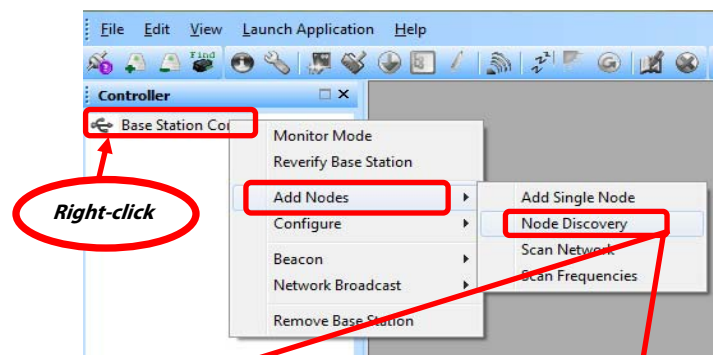 File Edit View Launch Application Help
Find
Controller
Base Station
Right-click
Monitor Mode
Reverify Base Station
Add Nodes
Configure
Beacon
Network Broadcast
Remove Base Station
Add Single Node
Node Discovery
Scan Network
Scan Frequencies